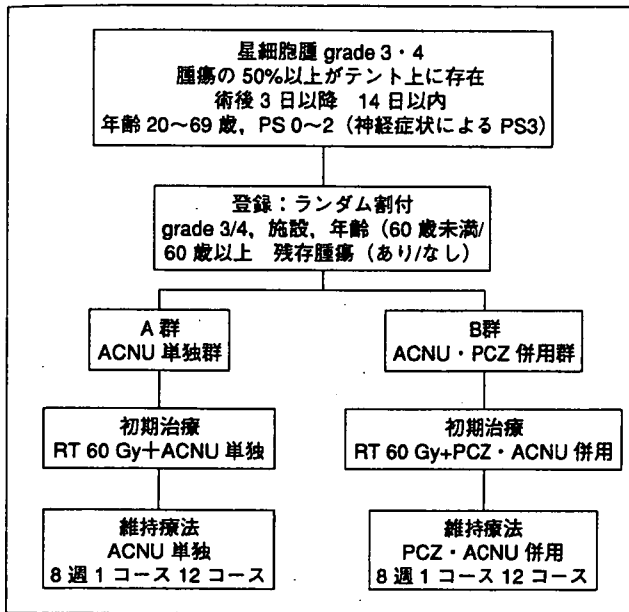 星細胞腫 grade 3・4
腫瘍の 50%以上がテント上に存在
術後 3 日以降 14 日以内
年齢 20〜69 歳, PS 0〜2（神経症状による PS3）
登録：ランダム割付
grade 3/4, 施設, 年齢（60 歳未満/
60 歳以上 残存腫瘍（あり/なし）
A 群
ACNU 単独群
B群
ACNU・PCZ 併用群
初期治療
RT 60 Gy＋ACNU 単独
初期治療
RT 60 Gy+PCZ・ACNU 併用
維持療法
ACNU 単独
8 週 1 コース 12 コース
維持療法
PCZ・ACNU 併用
8 週 1 コース 12 コース